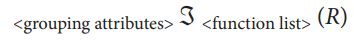 <grouping attributes> ℑ <function list> (R)